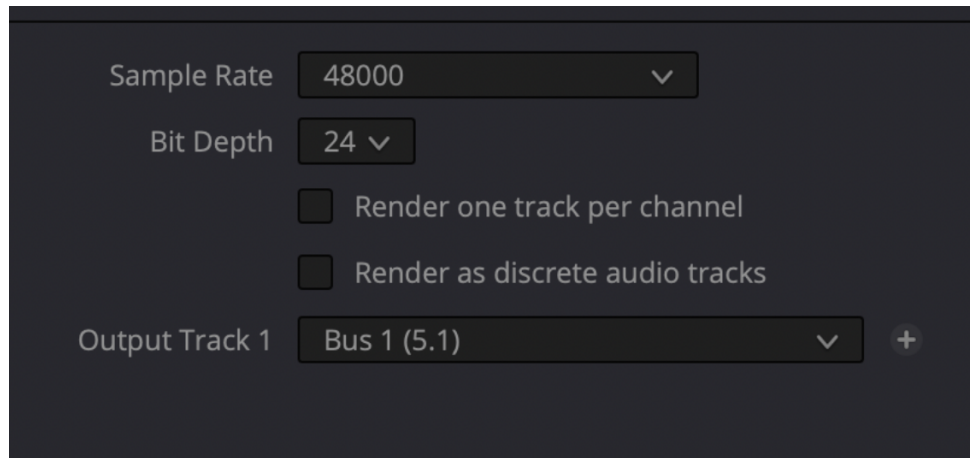 Sample Rate 48000
Bit Depth 24
Render one track per channel
Render as discrete audio tracks
Output Track 1 Bus 1 (5.1)